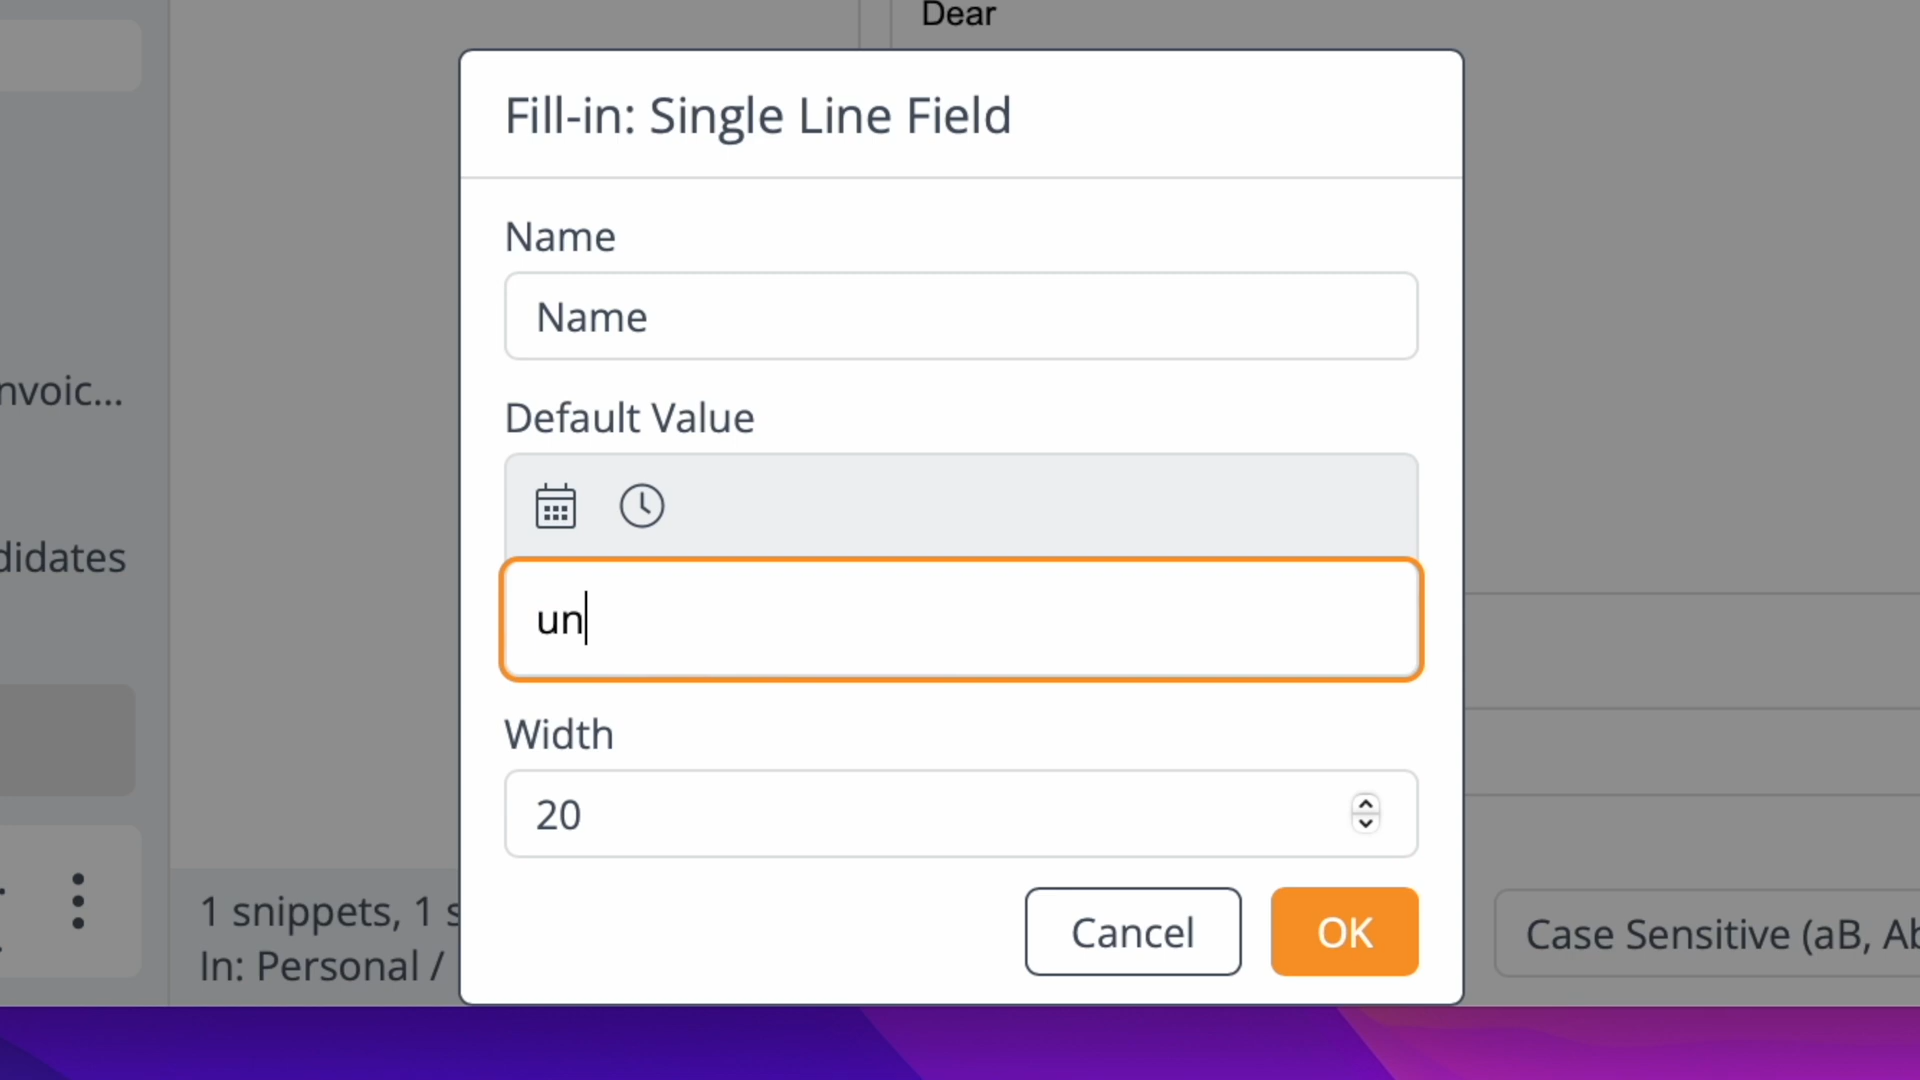 Dear
Fill-in: Single Line Field
Name
Name
nvoic...
Default Value
didates
un
Width
20
1 snippets, 1 s
In: Personal /
Cancel
OK
Case Sensitive (aB, Ab